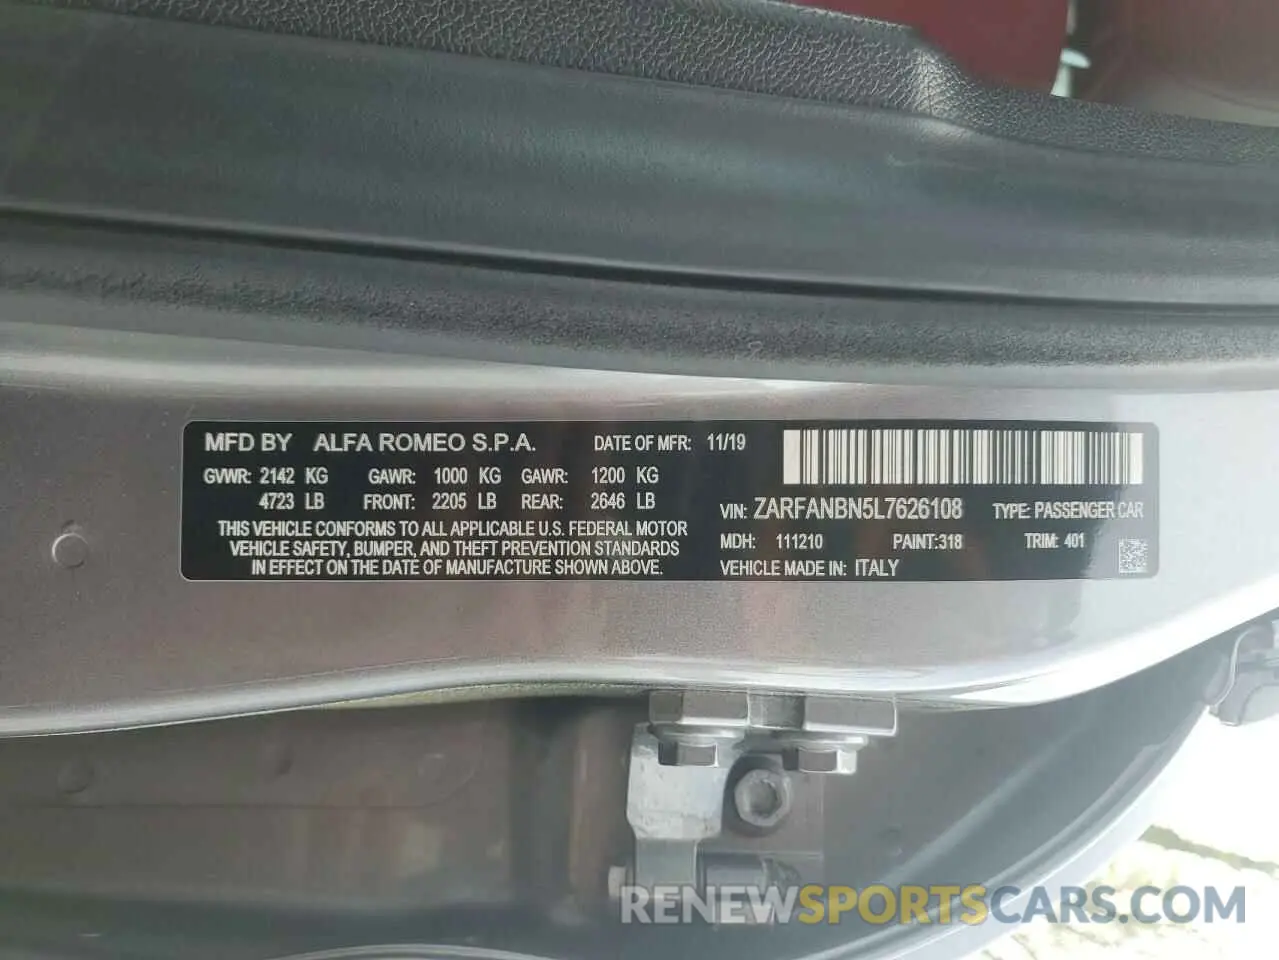 MFD BY ALFA ROMEO S.P.A. DATE OF MFR: 11/19
GVWR: 2142 KG GAWR: 1000 KG GAWR: 1200 KG
4723 LB FRONT: 2205 LB REAR: 2646 LB
THIS VEHICLE CONFORMS TO ALL APPLICABLE U.S. FEDERAL MOTOR
VEHICLE SAFETY, BUMPER, AND THEFT PREVENTION STANDARDS
IN EFFECT ON THE DATE OF MANUFACTURE SHOWN ABOVE.
VIN: ZARFANBN5L7626108 TYPE: PASSENGER CAR
MDH: 111210 PAINT:318 TRIM: 401
VEHICLE MADE IN: ITALY
RENEWSPORTSCARS.COM